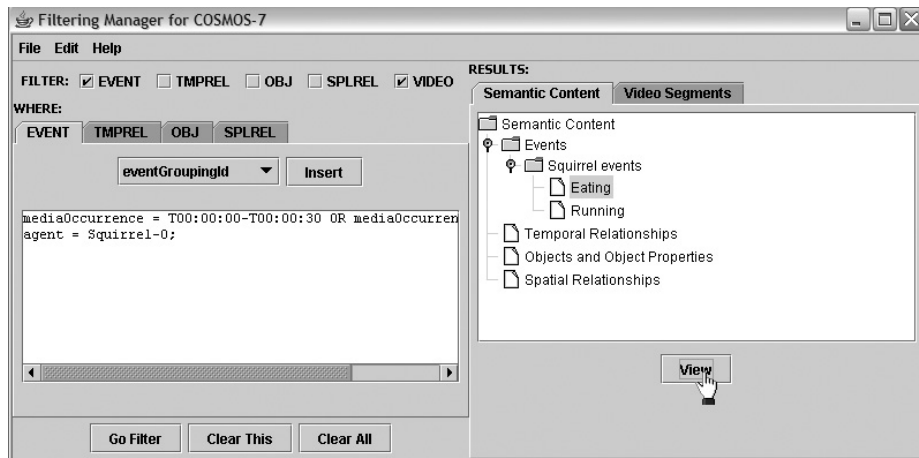 Filtering Manager for COSMOS-7
File Edit Help
FILTER: EVENT TMPREL OBJ SPLREL VIDEO
WHERE:
EVENT TMPREL OBJ SPLREL
eventGroupingId Insert
mediaOccurrence = T00:00:00-T00:00:30 OR mediaOccurren
agent = Squirrel-0;
Go Filter Clear This Clear All
RESULTS:
Semantic Content Video Segments
Semantic Content
Events
Squirrel events
Eating
Running
Temporal Relationships
Objects and Object Properties
Spatial Relationships
View